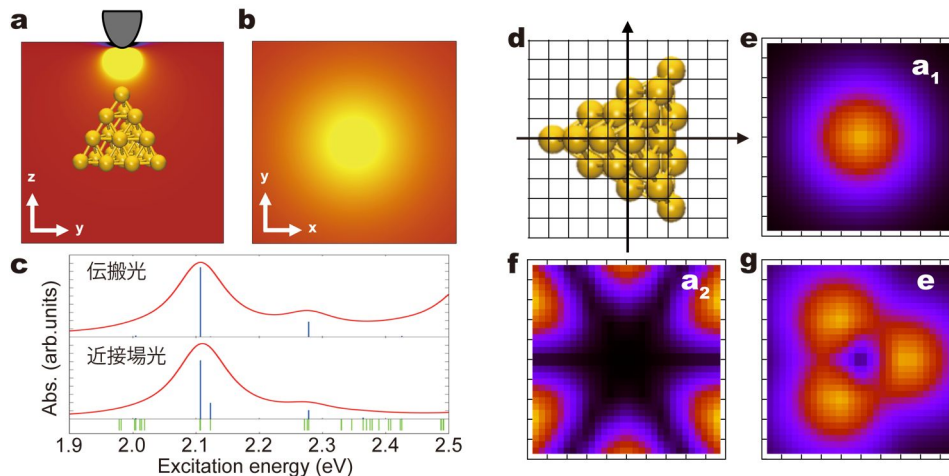 a
b
z
y
y
x
c
伝搬光
近接場光
Abs. (arb.units)
1.9 2.0 2.1 2.2 2.3 2.4 2.5
Excitation energy (eV)
d
e
a1
f
a2
g
e